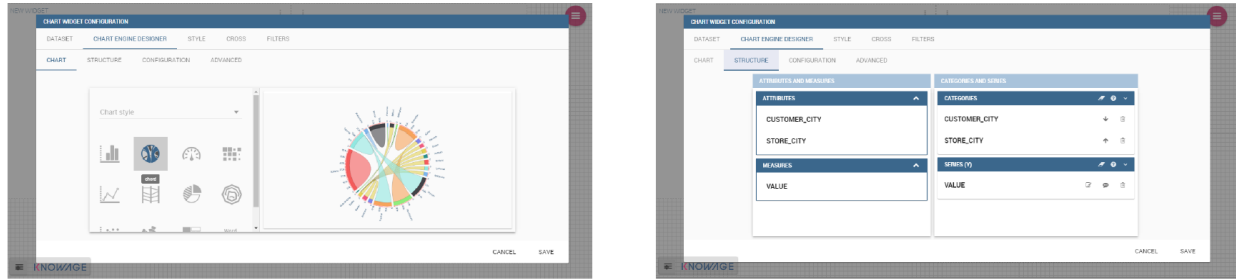 NEW WIDGET
CHART WIDGET CONFIGURATION
DATASET CHART ENGINE DESIGNER STYLE CROSS FILTERS
CHART STRUCTURE CONFIGURATION ADVANCED
Chart style
chord
CANCEL SAVE
KNOWAGE
NEW WIDGET
CHART WIDGET CONFIGURATION
DATASET CHART ENGINE DESIGNER STYLE CROSS FILTERS
CHART STRUCTURE CONFIGURATION ADVANCED
ATTRIBUTES AND MEASURES
ATTRIBUTES
CUSTOMER_CITY
STORE_CITY
MEASURES
VALUE
CATEGORIES AND SERIES
CATEGORIES
CUSTOMER_CITY
STORE_CITY
SERIES (Y)
VALUE
CANCEL SAVE
KNOWAGE